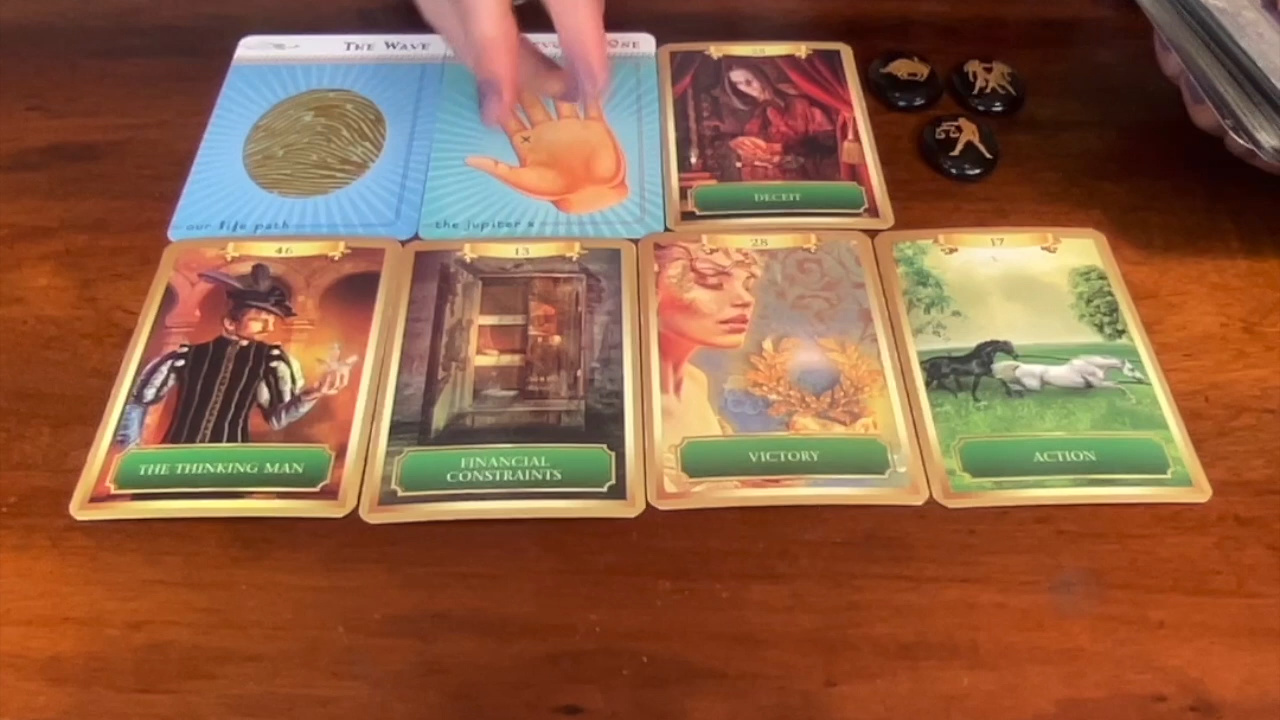 THE WAVE
ONE
our life path
the jupiter x
DECEIT
46
THE THINKING MAN
13
FINANCIAL
CONSTRAINTS
28
VICTORY
17
ACTION